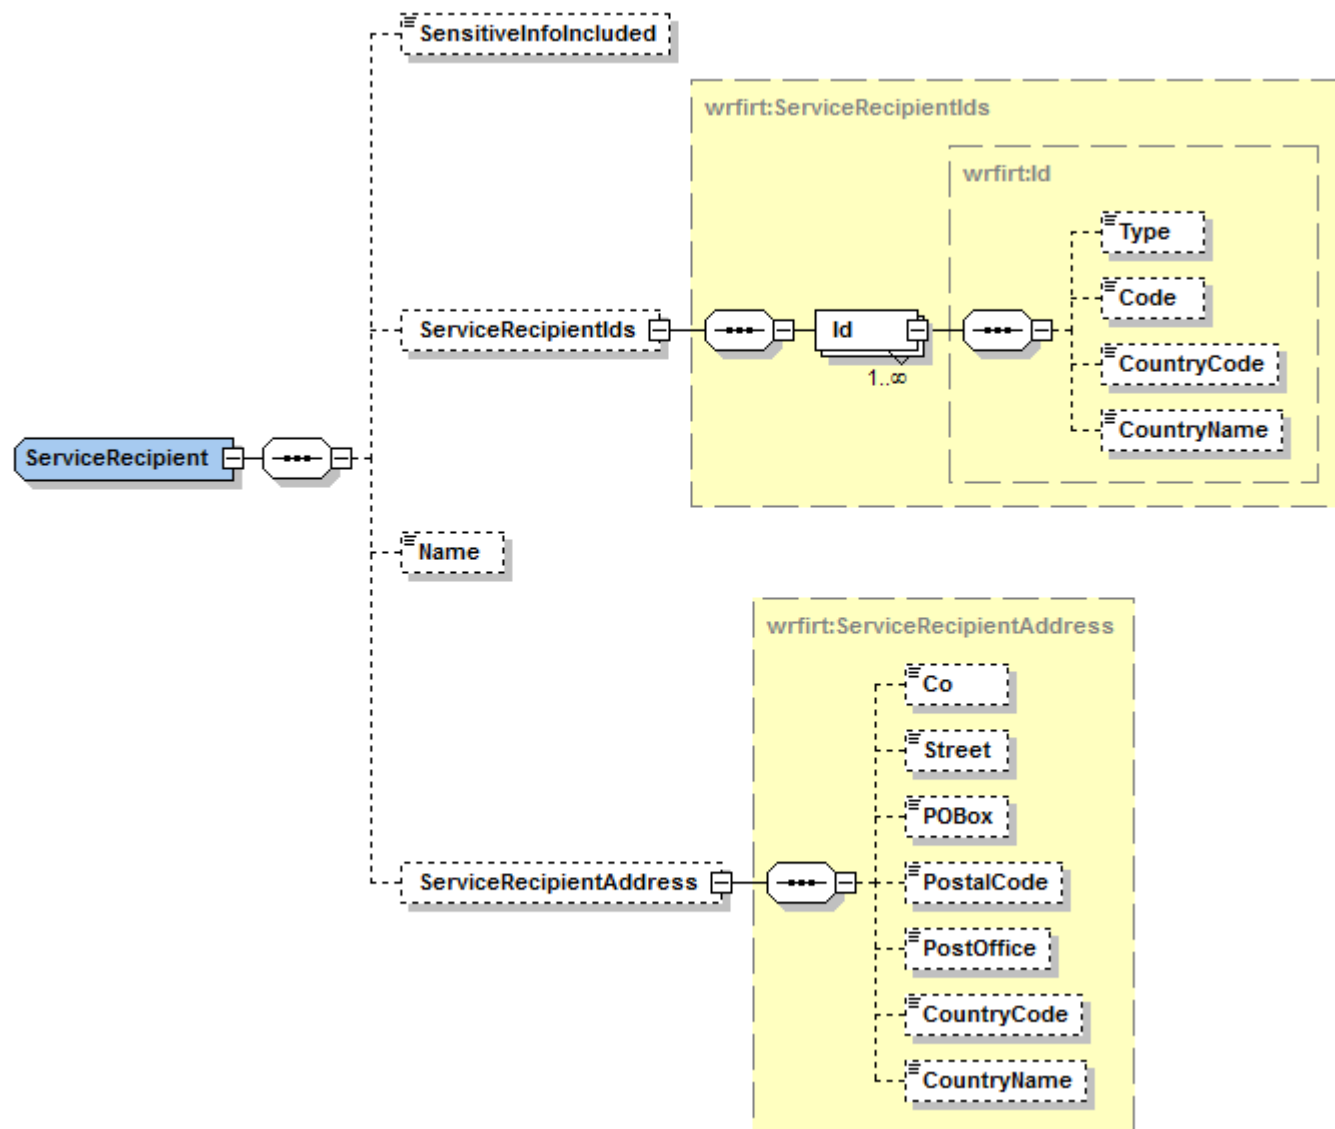 SensitiveInfoIncluded
wrfirt:ServiceRecipientIds
wrfirt:Id
Type
Code
ServiceRecipientIds
Id
1..∞
CountryCode
CountryName
ServiceRecipient
Name
wrfirt:ServiceRecipientAddress
Co
Street
POBox
ServiceRecipientAddress
PostalCode
PostOffice
CountryCode
CountryName